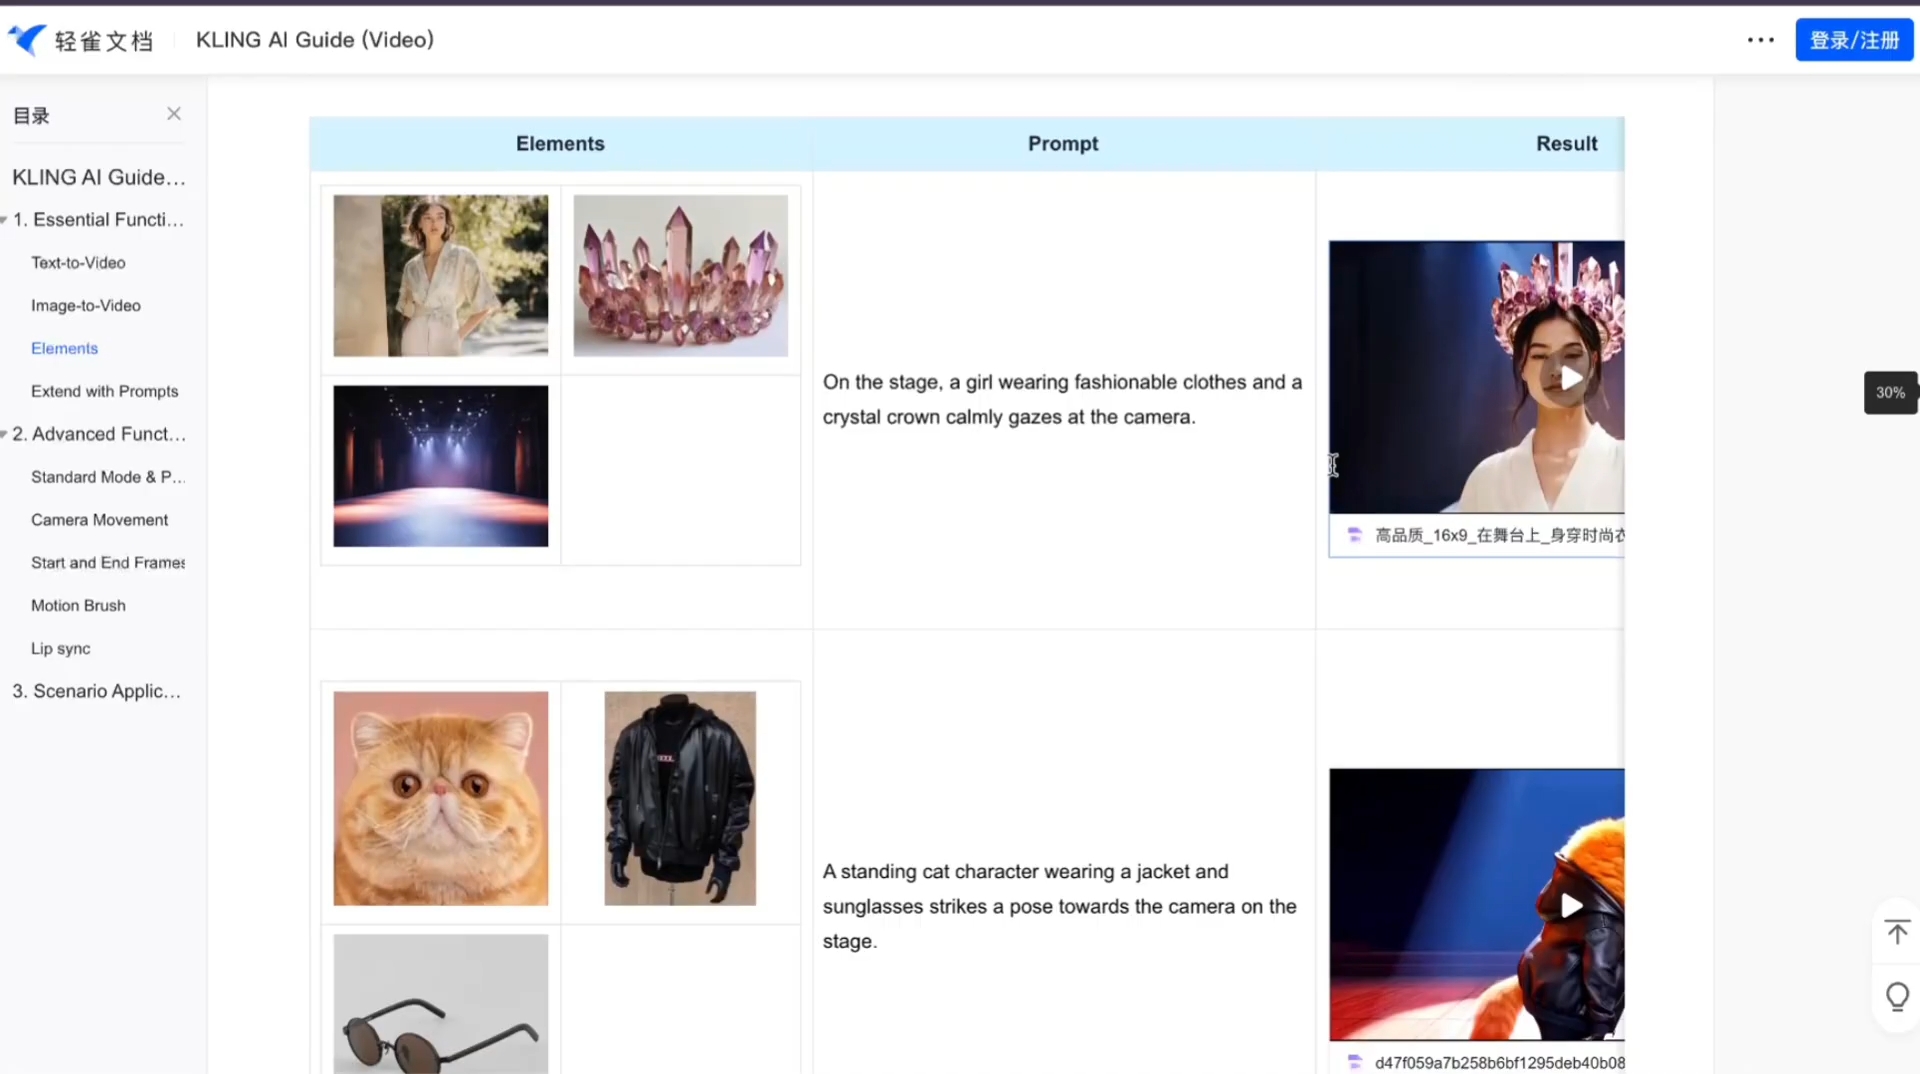 轻雀文档
KLING AI Guide (Video)
登录/注册
目录
KLING AI Guide...
1. Essential Functi...
Text-to-Video
Image-to-Video
Elements
Extend with Prompts
2. Advanced Funct...
Standard Mode & P...
Camera Movement
Start and End Frames
Motion Brush
Lip sync
3. Scenario Applic...
Elements
Prompt
Result
On the stage, a girl wearing fashionable clothes and a
crystal crown calmly gazes at the camera.
高品质_16x9_在舞台上_身穿时尚衣
A standing cat character wearing a jacket and
sunglasses strikes a pose towards the camera on the
stage.
d47f059a7b258b6bf1295deb40b08
30%